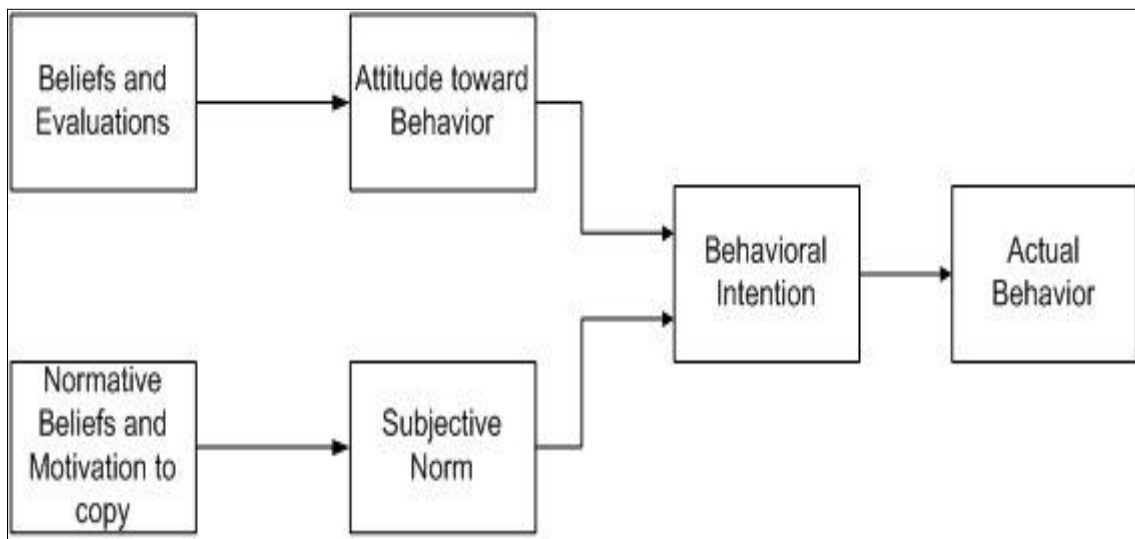 Beliefs and
Evaluations
Attitude toward
Behavior
Behavioral
Intention
Actual
Behavior
Normative
Beliefs and
Motivation to
copy
Subjective
Norm